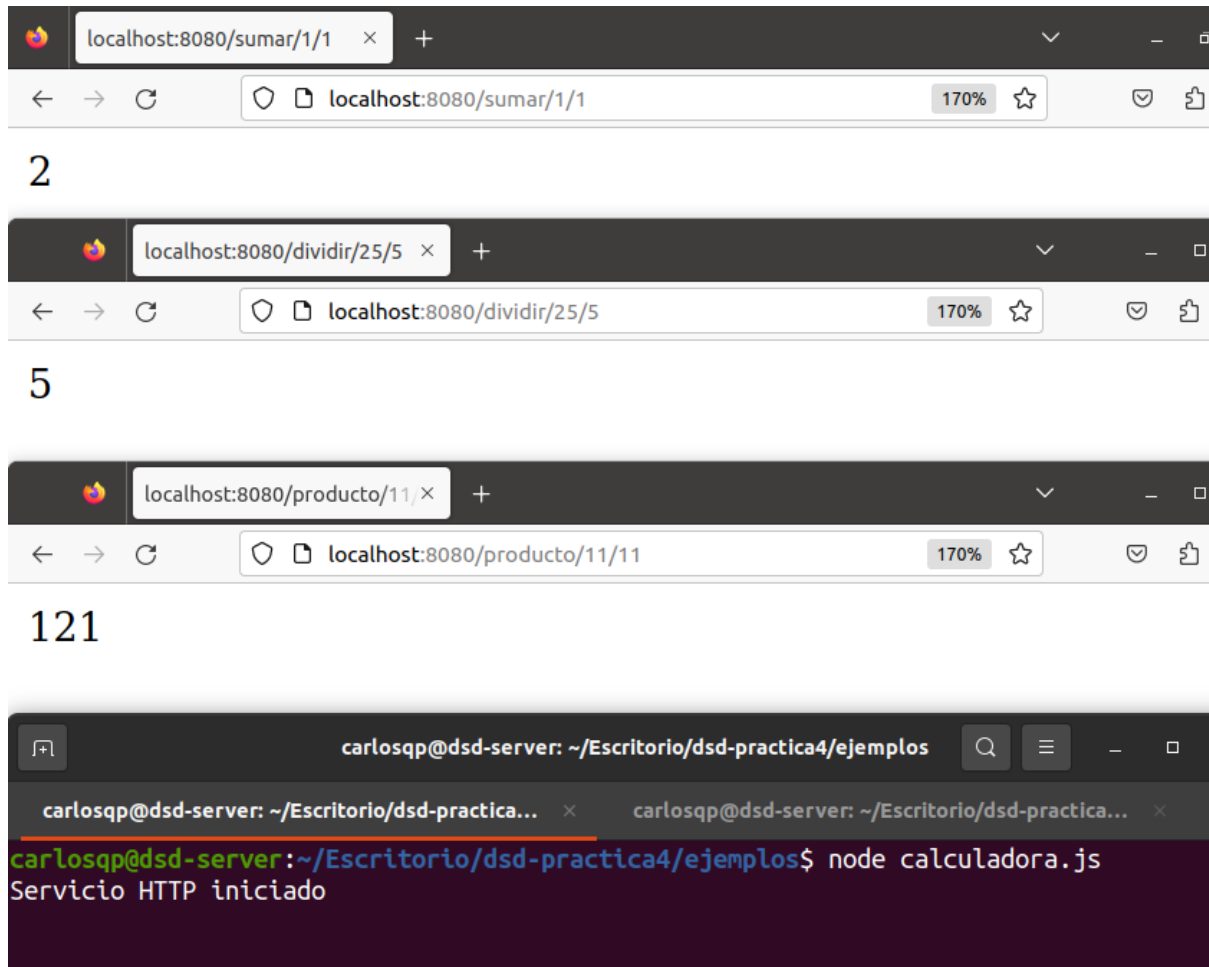 localhost:8080/sumar/1/1
localhost:8080/sumar/1/1 170%
2
localhost:8080/dividir/25/5
localhost:8080/dividir/25/5 170%
5
localhost:8080/producto/11/
localhost:8080/producto/11/11 170%
121
carlosqp@dsd-server: ~/Escritorio/dsd-practica4/ejemplos
carlosqp@dsd-server: ~/Escritorio/dsd-practica... carlosqp@dsd-server: ~/Escritorio/dsd-practica...
carlosqp@dsd-server:~/Escritorio/dsd-practica4/ejemplos$ node calculadora.js
Servicio HTTP iniciado